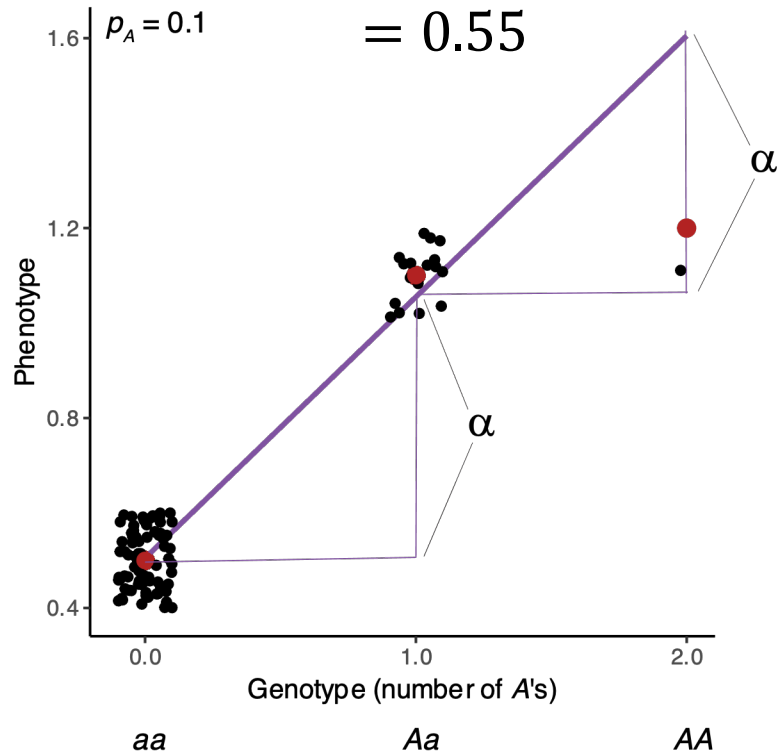 p_A = 0.1
= 0.55
1.6
α
1.2
Phenotype
0.8
α
0.4
0.0 1.0 2.0
Genotype (number of A's)
aa Aa AA